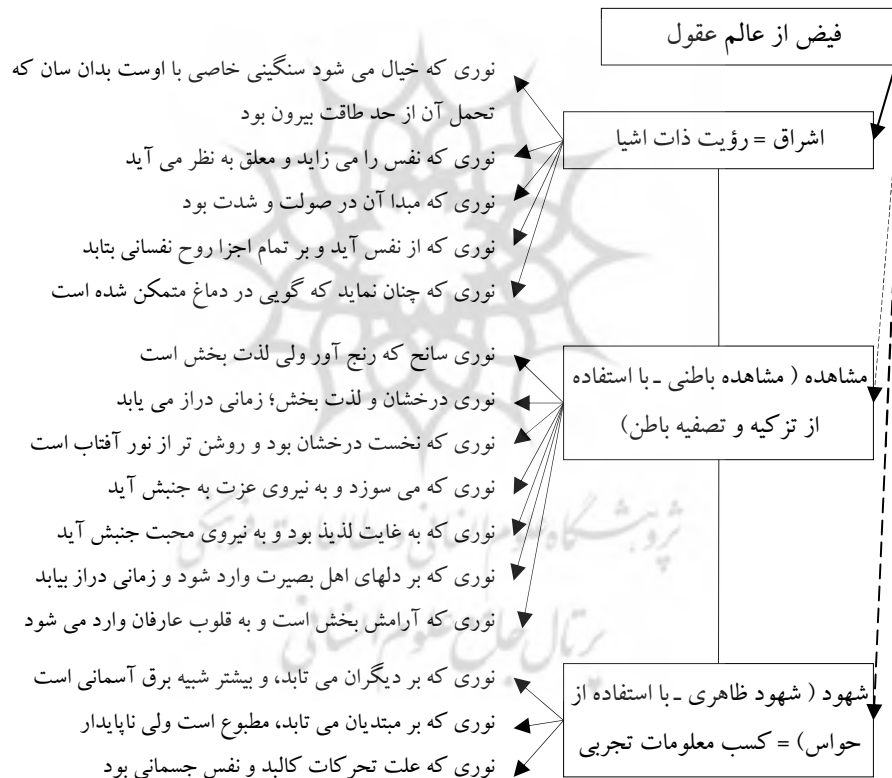 فیض از عالم عقول
اشراق = رؤیت ذات اشیا
نوری که خیال می شود سنگینی خاصی با اوست بدان سان که
تحمل آن از حد طاقت بیرون بود
نوری که نفس را می زاید و معلق به نظر می آید
نوری که مبدا آن در صولت و شدت بود
نوری که از نفس آید و بر تمام اجزا روح نفسانی بتابد
نوری که چنان نماید که گویی در دماغ متمکن شده است
مشاهده ( مشاهده باطنی ـ با استفاده
از تزکیه و تصفیه باطن)
نوری سانح که رنج آور ولی لذت بخش است
نوری درخشان و لذت بخش؛ زمانی دراز می یابد
نوری که نخست درخشان بود و روشن تر از نور آفتاب است
نوری که می سوزد و به نیروی عزت به جنبش آید
نوری که به غایت لذیذ بود و به نیروی محبت جنبش آید
نوری که بر دلهای اهل بصیرت وارد شود و زمانی دراز بیابد
نوری که آرامش بخش است و به قلوب عارفان وارد می شود
شهود ( شهود ظاهری ـ با استفاده از
حواس) = کسب معلومات تجربی
نوری که بر دیگران می تابد، و بیشتر شبیه برق آسمانی است
نوری که بر مبتدیان می تابد، مطبوع است ولی ناپایدار
نوری که علت تحرکات کالبد و نفس جسمانی بود
پژوهشگاه علوم انسانی و مطالعات فرهنگی
پرتال جامع علوم انسانی